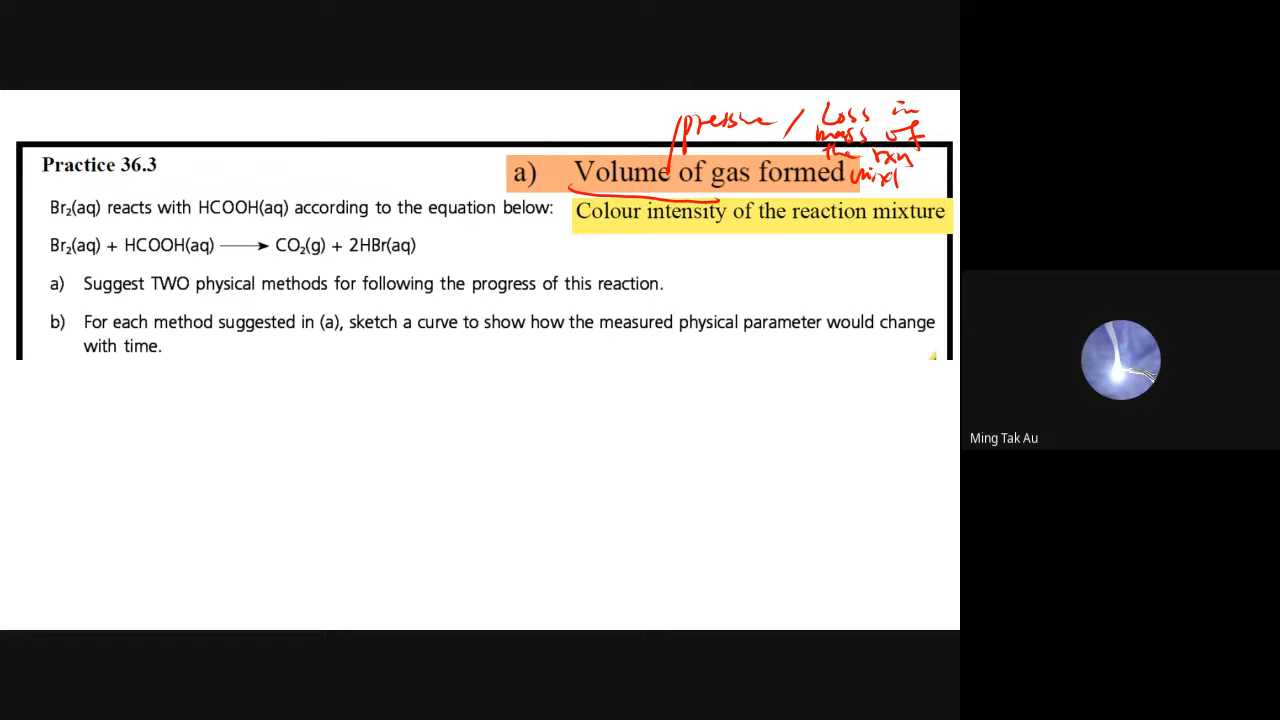 /pressure / Loss in
mass of
the rxn
Practice 36.3
a) Volume of gas formed
Br₂(aq) reacts with HCOOH(aq) according to the equation below:
Colour intensity of the reaction mixture
Br₂(aq) + HCOOH(aq) ⟶ CO₂(g) + 2HBr(aq)
a) Suggest TWO physical methods for following the progress of this reaction.
b) For each method suggested in (a), sketch a curve to show how the measured physical parameter would change
with time.
Ming Tak Au